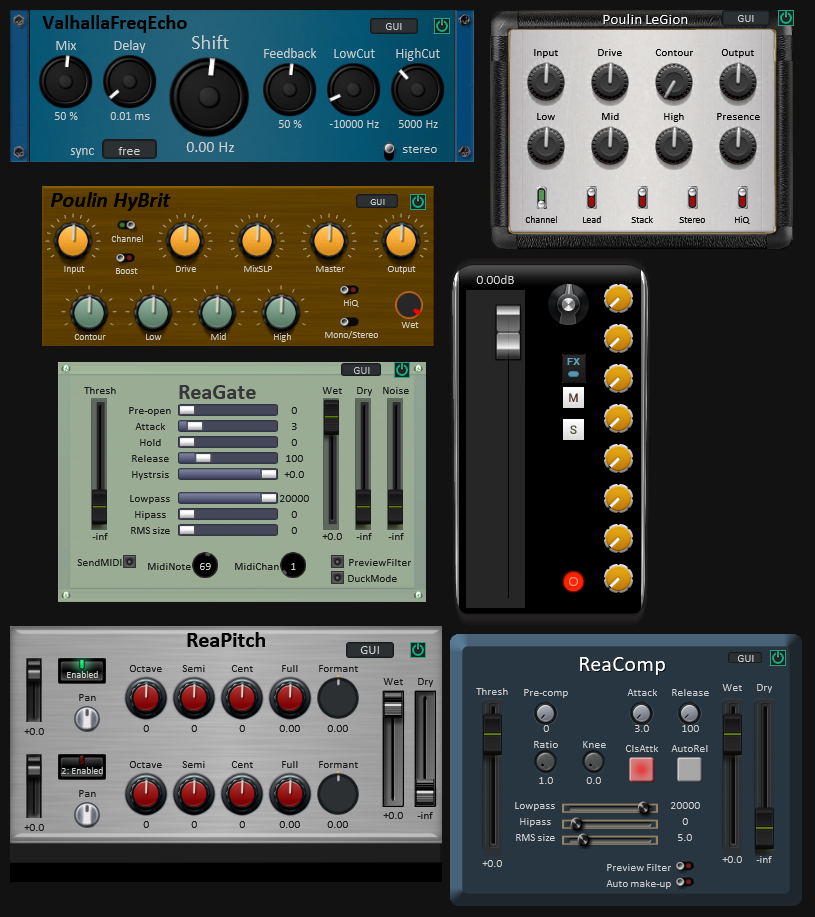 ValhallaFreqEcho
GUI
Mix Delay Shift Feedback LowCut HighCut
50 % 0.01 ms 0.00 Hz 50 % -10000 Hz 5000 Hz
sync free stereo
Poulin LeGion
GUI
Input Drive Contour Output
Low Mid High Presence
Channel Lead Stack Stereo HiQ
Poulin HyBrit
GUI
Channel
Boost
Input Drive MixSLP Master Output
HiQ
Mono/Stereo
Wet
Contour Low Mid High
0.00dB
FX
M
S
GUI
Thresh ReaGate Wet Dry Noise
Pre-open 0
Attack 3
Hold 0
Release 100
Hystrsis +0.0
Lowpass 20000
Hipass 0
RMS size 0
-inf +0.0 -inf -inf
SendMIDI MidiNote 69 MidiChan 1 PreviewFilter
DuckMode
ReaPitch
GUI
Enabled
Octave Semi Cent Full Formant
Pan
+0.0 0 0 0 0.00 0.00
Wet Dry
2: Enabled
Octave Semi Cent Full Formant
Pan
+0.0 0 0 0 0.00 0.00
+0.0 -inf
ReaComp
GUI
Thresh Pre-comp Attack Release Wet Dry
0 3.0 100
Ratio Knee ClsAttk AutoRel
1.0 0.0
Lowpass 20000
Hipass 0
RMS size 5.0
+0.0 +0.0 -inf
Preview Filter
Auto make-up